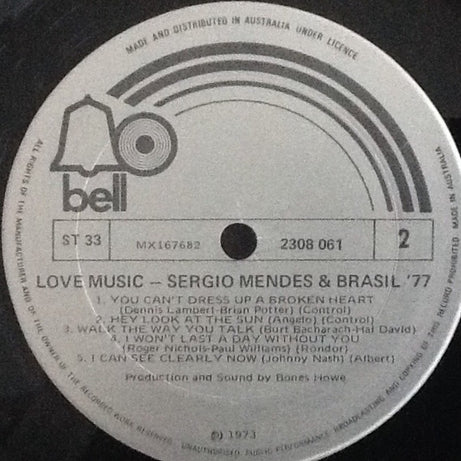 MADE AND DISTRIBUTED IN AUSTRALIA UNDER LICENCE
bell
ST 33
MX167682
2308 061
2
LOVE MUSIC – SERGIO MENDES & BRASIL '77
1. YOU CAN'T DRESS UP A BROKEN HEART
(Dennis Lambert-Brian Potter) (Control)
2. HEY LOOK AT THE SUN (Angelo) (Control)
3. WALK THE WAY YOU TALK (Burt Bacharach-Hal David)
4. I WON'T LAST A DAY WITHOUT YOU
(Roger Nichols-Paul Williams) (Rondor)
5. I CAN SEE CLEARLY NOW (Johnny Nash) (Albert)
Production and Sound by Bones Howe
℗ 1973
ALL RIGHTS OF THE MANUFACTURER AND OF THE OWNER OF THE RECORDED WORK RESERVED. UNAUTHORISED PUBLIC PERFORMANCE BROADCASTING AND COPYING OF THIS RECORD PROHIBITED MADE IN AUSTRALIA